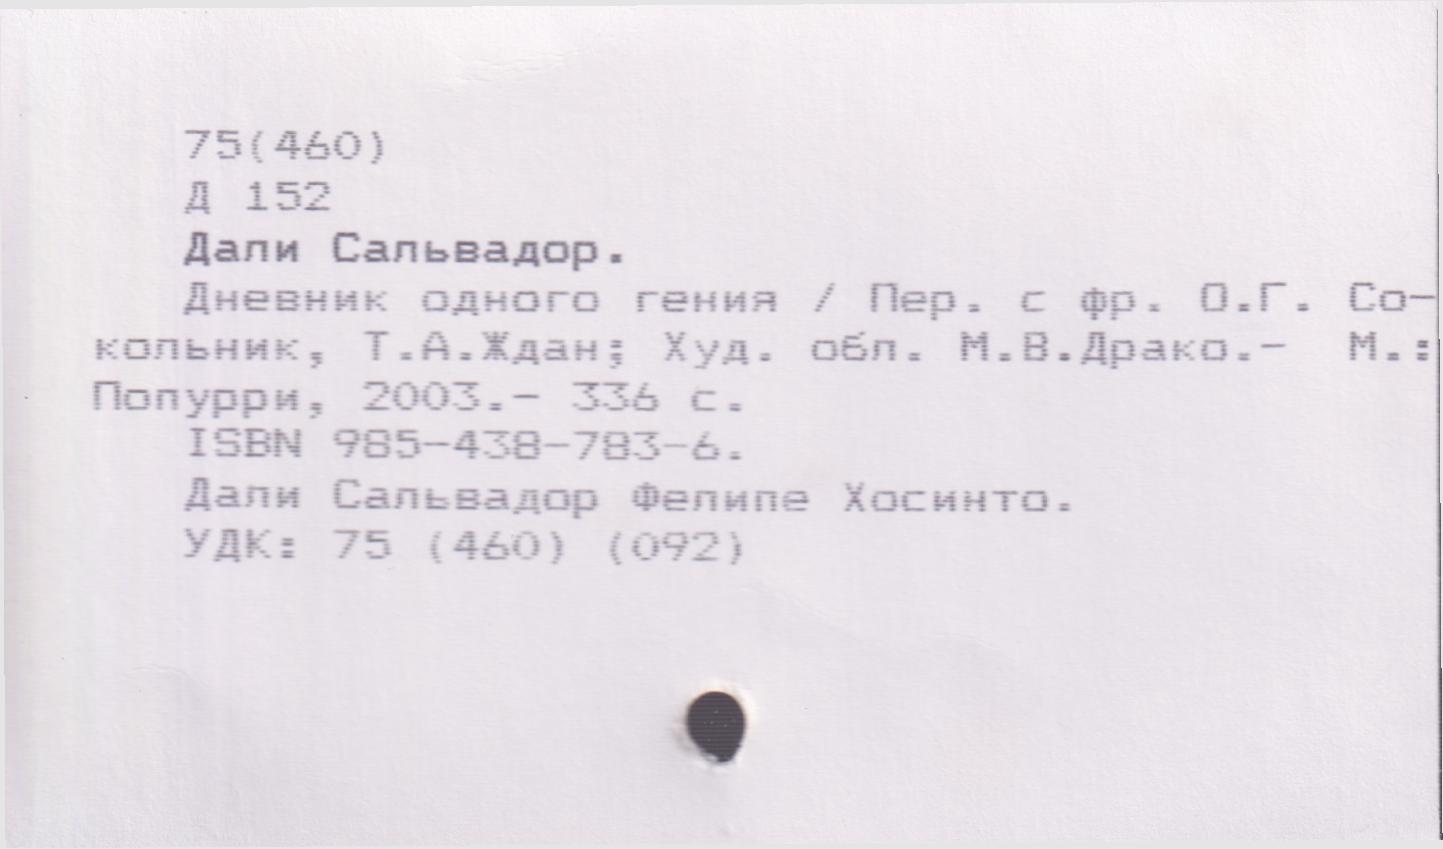 75(460)
Д 152
Дали Сальвадор.
Дневник одного гения / Пер. с фр. О.Г. Со-
кольник, Т.А.Ждан; Худ. обл. М.В.Драко.- М.:
Попурри, 2003.- 336 с.
ISBN 985-438-783-6.
Дали Сальвадор Фелипе Хосинто.
УДК: 75 (460) (092)